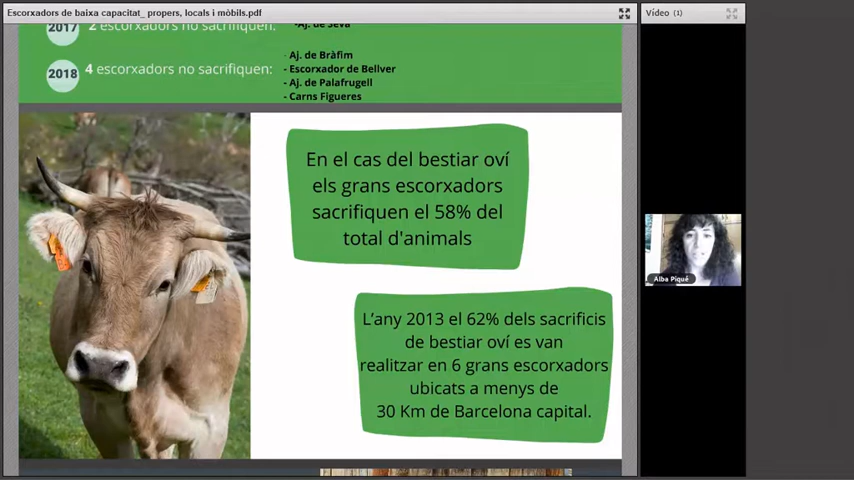 Escorxadors de baixa capacitat_ propers, locals i mòbils.pdf
Vídeo (1)
2017
2 escorxadors no sacrifiquen:
-Aj. de Seva
2018
4 escorxadors no sacrifiquen:
- Aj. de Bràfim
- Escorxador de Bellver
- Aj. de Palafrugell
- Carns Figueres
En el cas del bestiar oví
els grans escorxadors
sacrifiquen el 58% del
total d'animals
L'any 2013 el 62% dels sacrificis
de bestiar oví es van
realitzar en 6 grans escorxadors
ubicats a menys de
30 Km de Barcelona capital.
Alba Piqué